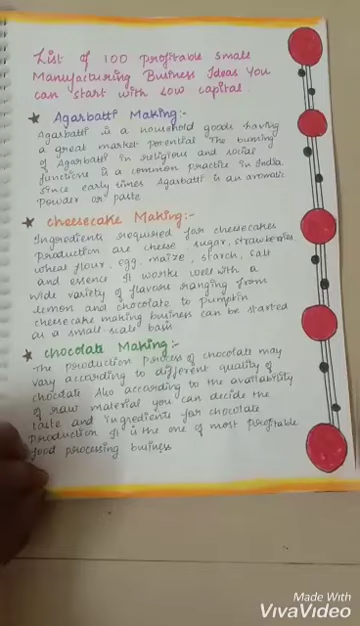 List of 100 profitable small
Manufacturing Business Ideas You
can start with Low capital.
Agarbatti Making:-
Agarbatti is a household goods having
a great market potential The burning
of Agarbatti in religious and social
functions is a common practice in India
since early times Agarbatti is an aromatic
powder or paste
Cheesecake Making:-
Ingredients required for cheesecakes
production are cheese, sugar, strawberries
wheat flour, egg, maize, starch, salt
and essence It works well with a
wide variety of flavours ranging from
lemon and chocolate to pumpkin
cheesecake making business can be started
as a small scale basis
chocolate Making:-
The production process of chocolate may
vary according to different quality of
chocolate Also according to the availability
of raw material you can decide the
taste and ingredients for chocolate
production It is the one of most profitable
food processing business
Made With
VivaVideo